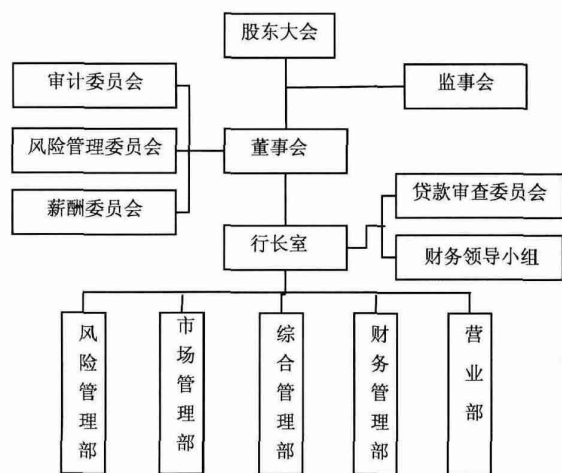 股东大会
审计委员会
监事会
风险管理委员会
董事会
薪酬委员会
贷款审查委员会
行长室
财务领导小组
风险管理部
市场管理部
综合管理部
财务管理部
营业部